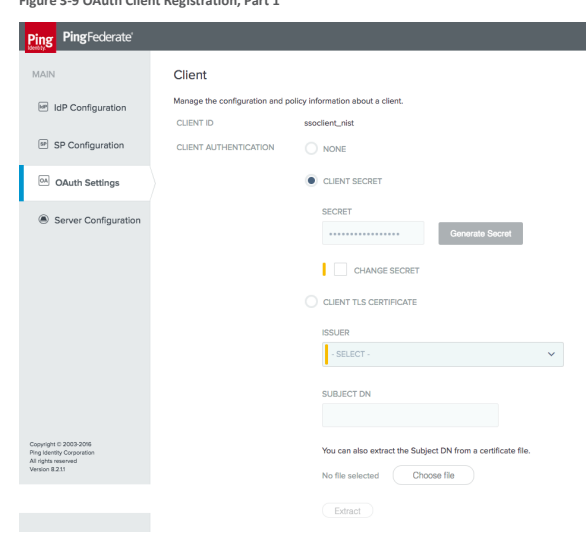 Figure 3-9 OAuth Client Registration, Part 1
Ping
Identity
PingFederate®
MAIN
IdP IdP Configuration
SP SP Configuration
OA OAuth Settings
Server Configuration
Copyright © 2003-2016
Ping Identity Corporation
All rights reserved
Version 8.2.1.1
Client
Manage the configuration and policy information about a client.
CLIENT ID ssoclient_nist
CLIENT AUTHENTICATION NONE
CLIENT SECRET
SECRET
••••••••••••••••• Generate Secret
CHANGE SECRET
CLIENT TLS CERTIFICATE
ISSUER
- SELECT -
SUBJECT DN
You can also extract the Subject DN from a certificate file.
No file selected Choose file
Extract